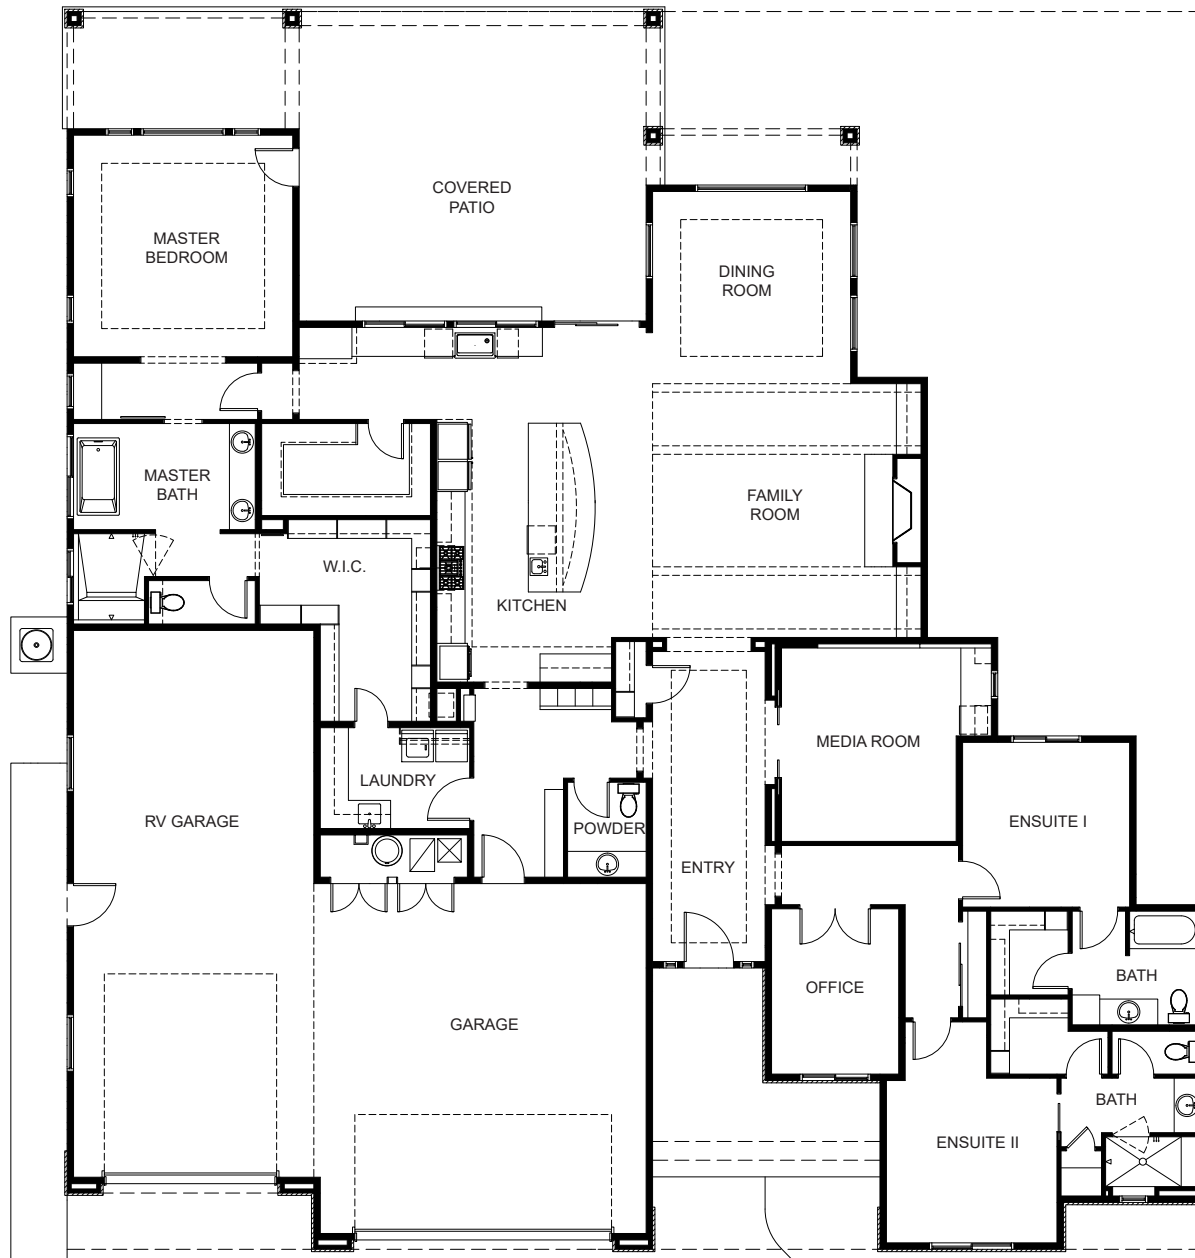 COVERED
PATIO
MASTER
BEDROOM
DINING
ROOM
MASTER
BATH
FAMILY
ROOM
W.I.C.
KITCHEN
MEDIA ROOM
LAUNDRY
RV GARAGE
POWDER
ENSUITE I
ENTRY
BATH
OFFICE
GARAGE
BATH
ENSUITE II